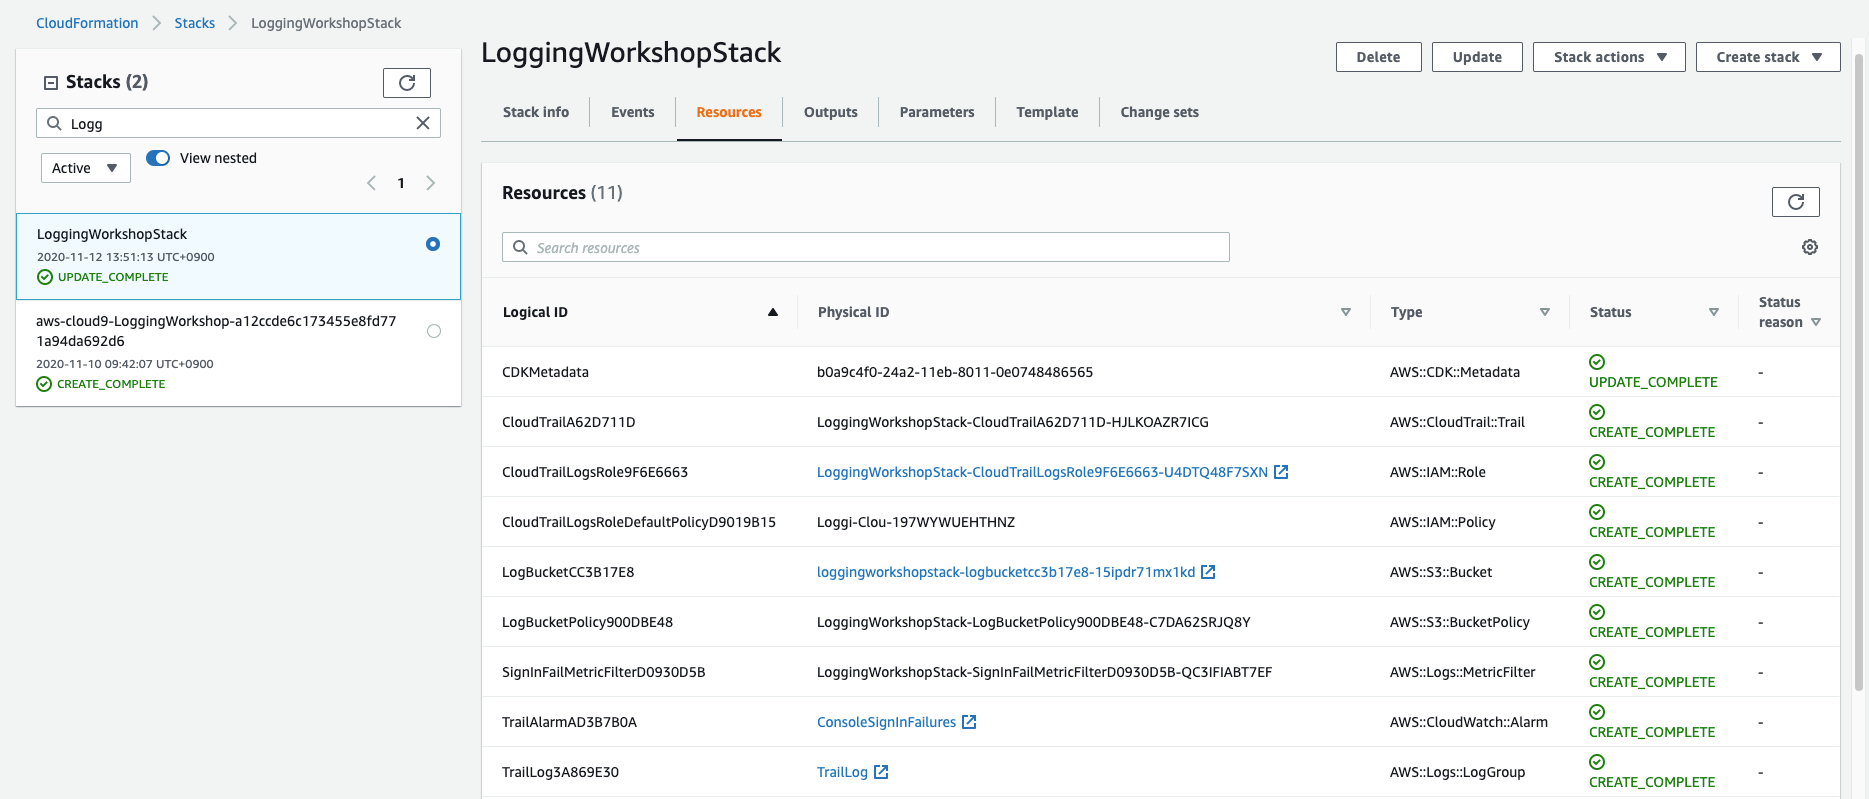 CloudFormation > Stacks > LoggingWorkshopStack
Stacks (2)
Logg
Active
View nested
1
LoggingWorkshopStack
2020-11-12 13:51:13 UTC+0900
UPDATE_COMPLETE
aws-cloud9-LoggingWorkshop-a12ccde6c173455e8fd77
1a94da692d6
2020-11-10 09:42:07 UTC+0900
CREATE_COMPLETE
LoggingWorkshopStack
Delete Update Stack actions Create stack
Stack info Events Resources Outputs Parameters Template Change sets
Resources (11)
Search resources
Logical ID Physical ID Type Status Status reason
CDKMetadata b0a9c4f0-24a2-11eb-8011-0e0748486565 AWS::CDK::Metadata UPDATE_COMPLETE -
CloudTrailA62D711D LoggingWorkshopStack-CloudTrailA62D711D-HJLKOAZR7ICG AWS::CloudTrail::Trail CREATE_COMPLETE -
CloudTrailLogsRole9F6E6663 LoggingWorkshopStack-CloudTrailLogsRole9F6E6663-U4DTQ48F7SXN AWS::IAM::Role CREATE_COMPLETE -
CloudTrailLogsRoleDefaultPolicyD9019B15 Loggi-Clou-197WYWUEHTHNZ AWS::IAM::Policy CREATE_COMPLETE -
LogBucketCC3B17E8 loggingworkshopstack-logbucketcc3b17e8-15ipdr71mx1kd AWS::S3::Bucket CREATE_COMPLETE -
LogBucketPolicy900DBE48 LoggingWorkshopStack-LogBucketPolicy900DBE48-C7DA62SRJQ8Y AWS::S3::BucketPolicy CREATE_COMPLETE -
SignInFailMetricFilterD0930D5B LoggingWorkshopStack-SignInFailMetricFilterD0930D5B-QC3IFIABT7EF AWS::Logs::MetricFilter CREATE_COMPLETE -
TrailAlarmAD3B7B0A ConsoleSignInFailures AWS::CloudWatch::Alarm CREATE_COMPLETE -
TrailLog3A869E30 TrailLog AWS::Logs::LogGroup CREATE_COMPLETE -